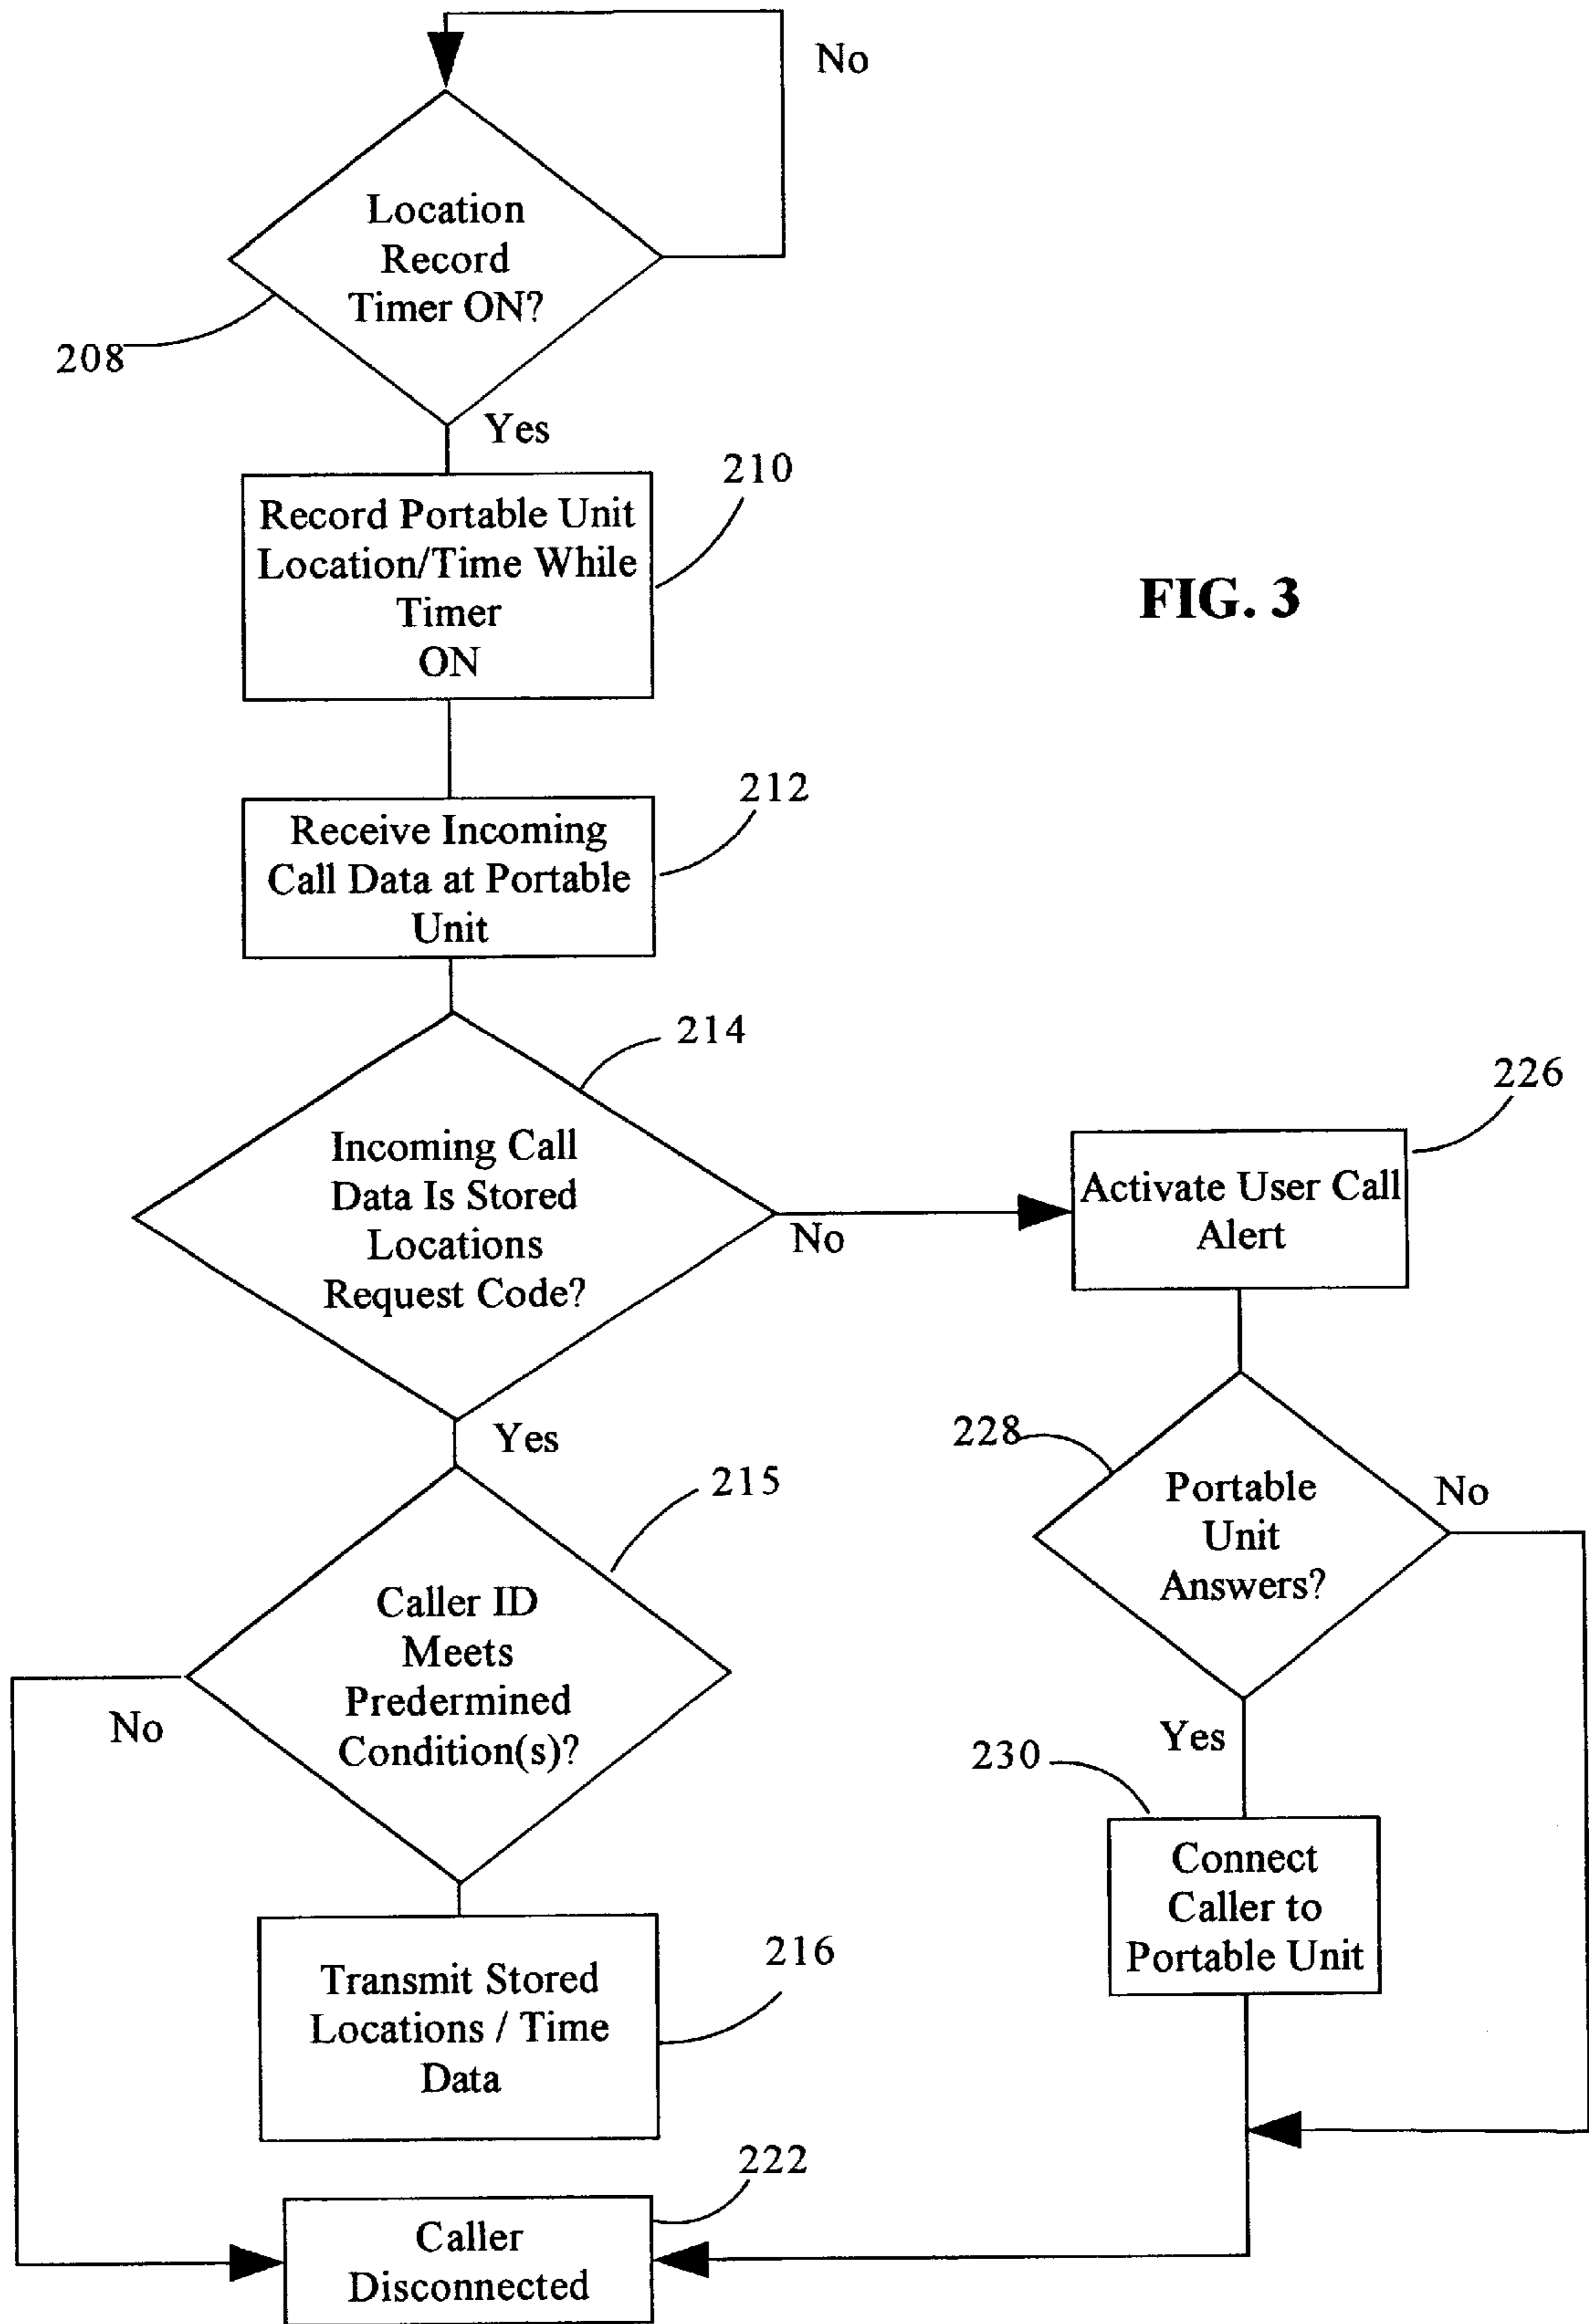 No
Location
Record
Timer ON?
208
Yes
210
Record Portable Unit
Location/Time While
Timer
ON
FIG. 3
212
Receive Incoming
Call Data at Portable
Unit
214
Incoming Call
Data Is Stored
Locations
Request Code?
No
226
Activate User Call
Alert
Yes
228
Portable
Unit
Answers?
No
215
Caller ID
Meets
Predermined
Condition(s)?
No
Yes
230
Connect
Caller to
Portable Unit
216
Transmit Stored
Locations / Time
Data
222
Caller
Disconnected